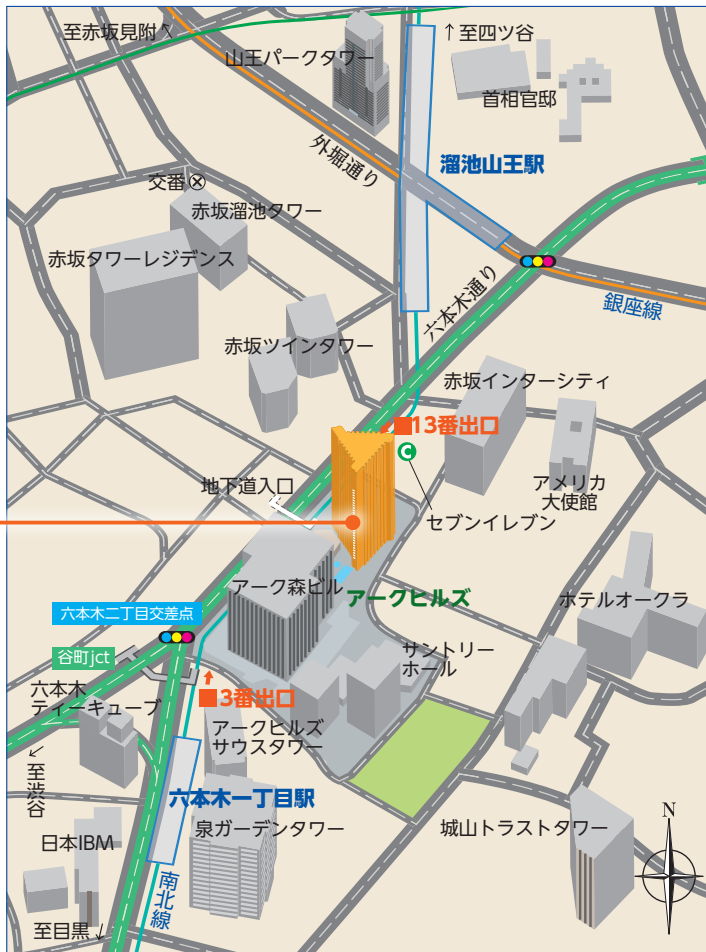 至赤坂見附
↑至四ツ谷
山王パークタワー
首相官邸
外堀通り
溜池山王駅
交番
赤坂溜池タワー
赤坂タワーレジデンス
六本木通り
銀座線
赤坂ツインタワー
赤坂インターシティ
13番出口
地下道入口
セブンイレブン
アメリカ
大使館
アーク森ビル
アークヒルズ
ホテルオークラ
六本木二丁目交差点
谷町jct
サントリー
ホール
六本木
ティーキューブ
3番出口
アークヒルズ
サウスタワー
←至渋谷
六本木一丁目駅
泉ガーデンタワー
城山トラストタワー
N
日本IBM
南北線
至目黒↓